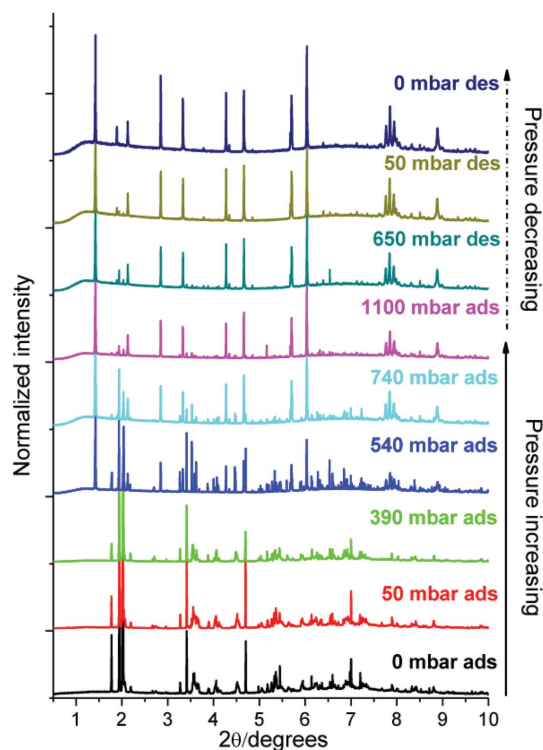 0 mbar des
50 mbar des
650 mbar des
1100 mbar ads
740 mbar ads
540 mbar ads
390 mbar ads
50 mbar ads
0 mbar ads
Normalized intensity
Pressure decreasing
Pressure increasing
1 2 3 4 5 6 7 8 9 10
2θ/degrees